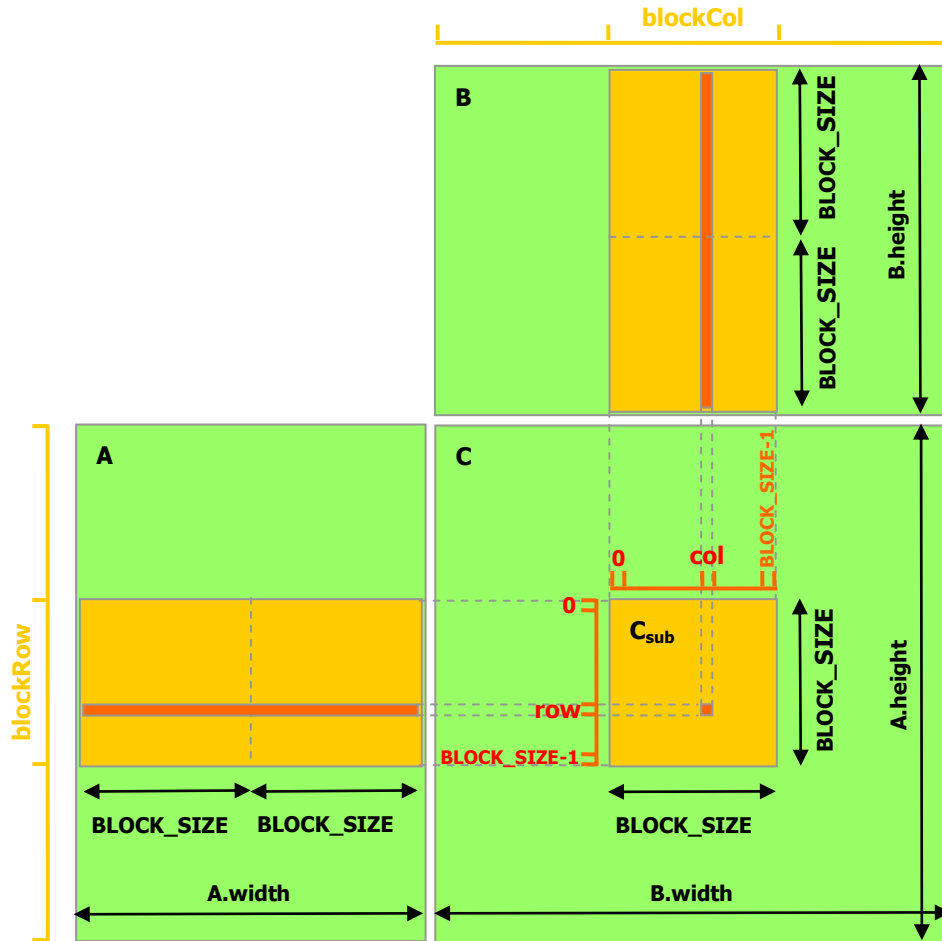 blockCol
B
BLOCK_SIZE
BLOCK_SIZE
B.height
A
C
BLOCK_SIZE-1
0
col
blockRow
0
Csub
row
BLOCK_SIZE-1
BLOCK_SIZE
A.height
BLOCK_SIZE
BLOCK_SIZE
BLOCK_SIZE
A.width
B.width